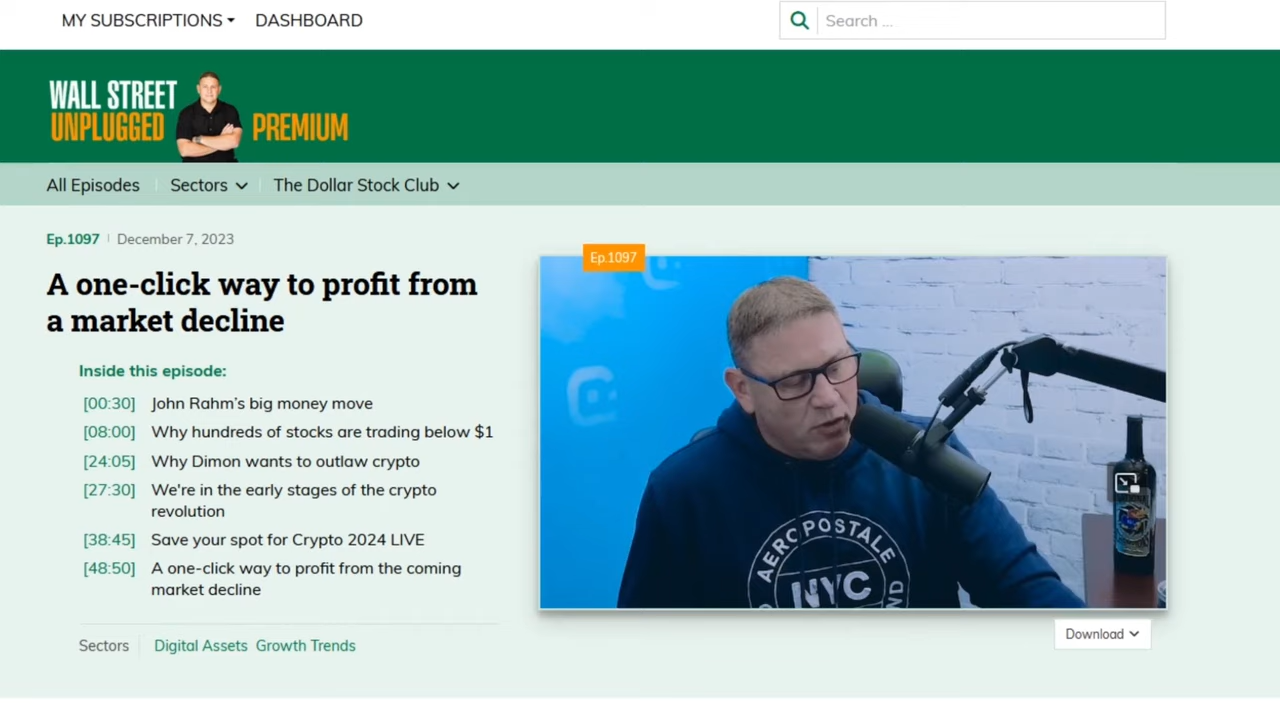 MY SUBSCRIPTIONS
DASHBOARD
Search ...
WALL STREET
UNPLUGGED
PREMIUM
All Episodes
Sectors
The Dollar Stock Club
Ep.1097
December 7, 2023
A one-click way to profit from
a market decline
Inside this episode:
[00:30] John Rahm's big money move
[08:00] Why hundreds of stocks are trading below $1
[24:05] Why Dimon wants to outlaw crypto
[27:30] We're in the early stages of the crypto
revolution
[38:45] Save your spot for Crypto 2024 LIVE
[48:50] A one-click way to profit from the coming
market decline
Sectors
Digital Assets Growth Trends
Ep.1097
AEROPOSTALE
NYC
Download